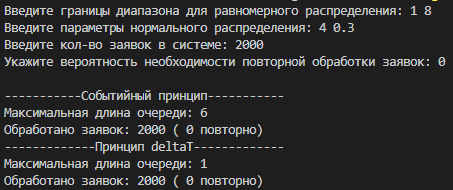 Введите границы диапазона для равномерного распределения: 1 8
Введите параметры нормального распределения: 4 0.3
Введите кол-во заявок в системе: 2000
Укажите вероятность необходимости повторной обработки заявок: 0
-----------Событийный принцип-----------
Максимальная длина очереди: 6
Обработано заявок: 2000 ( 0 повторно)
-------------Принцип deltaT-------------
Максимальная длина очереди: 1
Обработано заявок: 2000 ( 0 повторно)